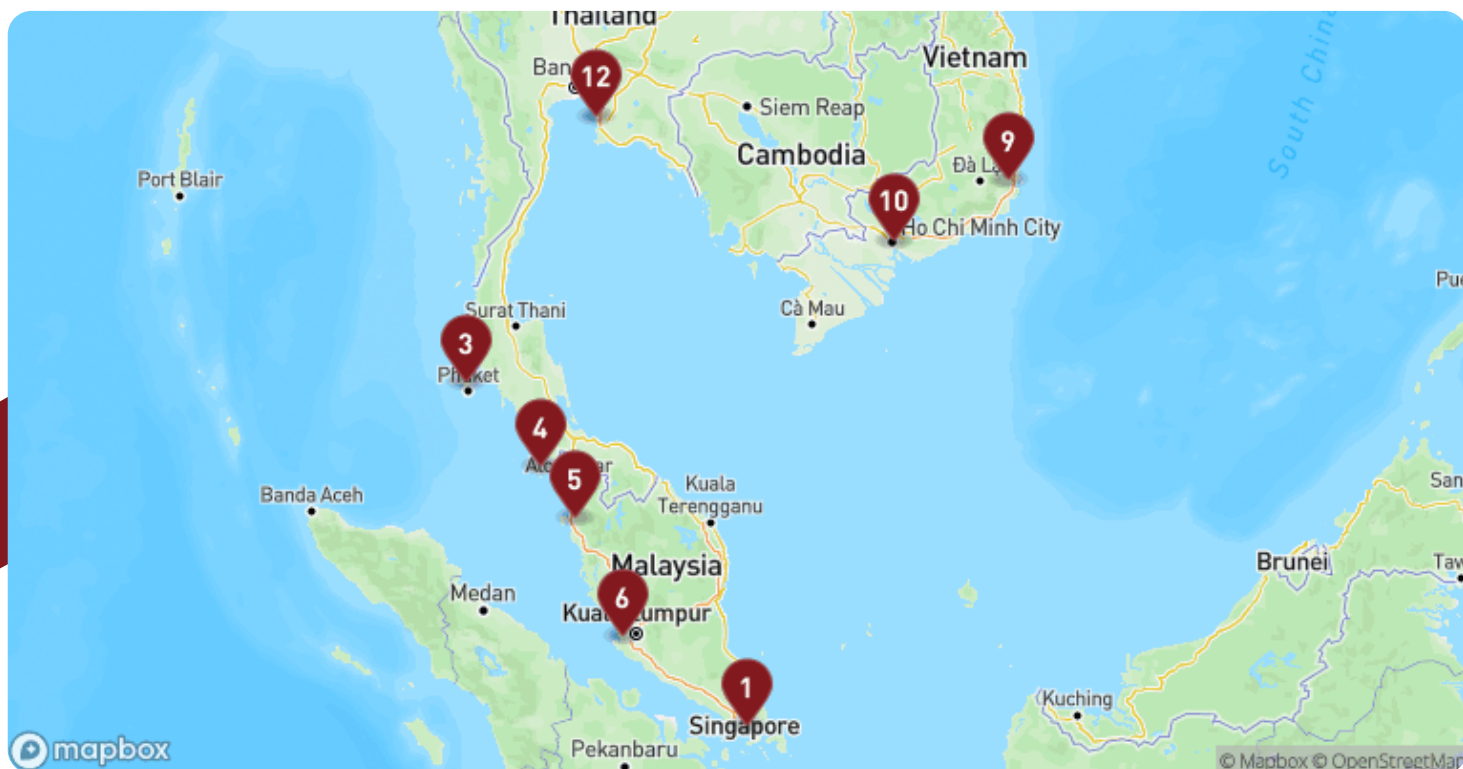 Thailand
12
Vietnam
Siem Reap
South China
9
Cambodia
Port Blair
10
Ho Chi Minh City
Surat Thani
Cà Mau
3
4
5
Kuala
Terengganu
Banda Aceh
Malaysia
Brunei
Medan
6
1
Singapore
Kuching
Pekanbaru
mapbox
© Mapbox © OpenStreetMap